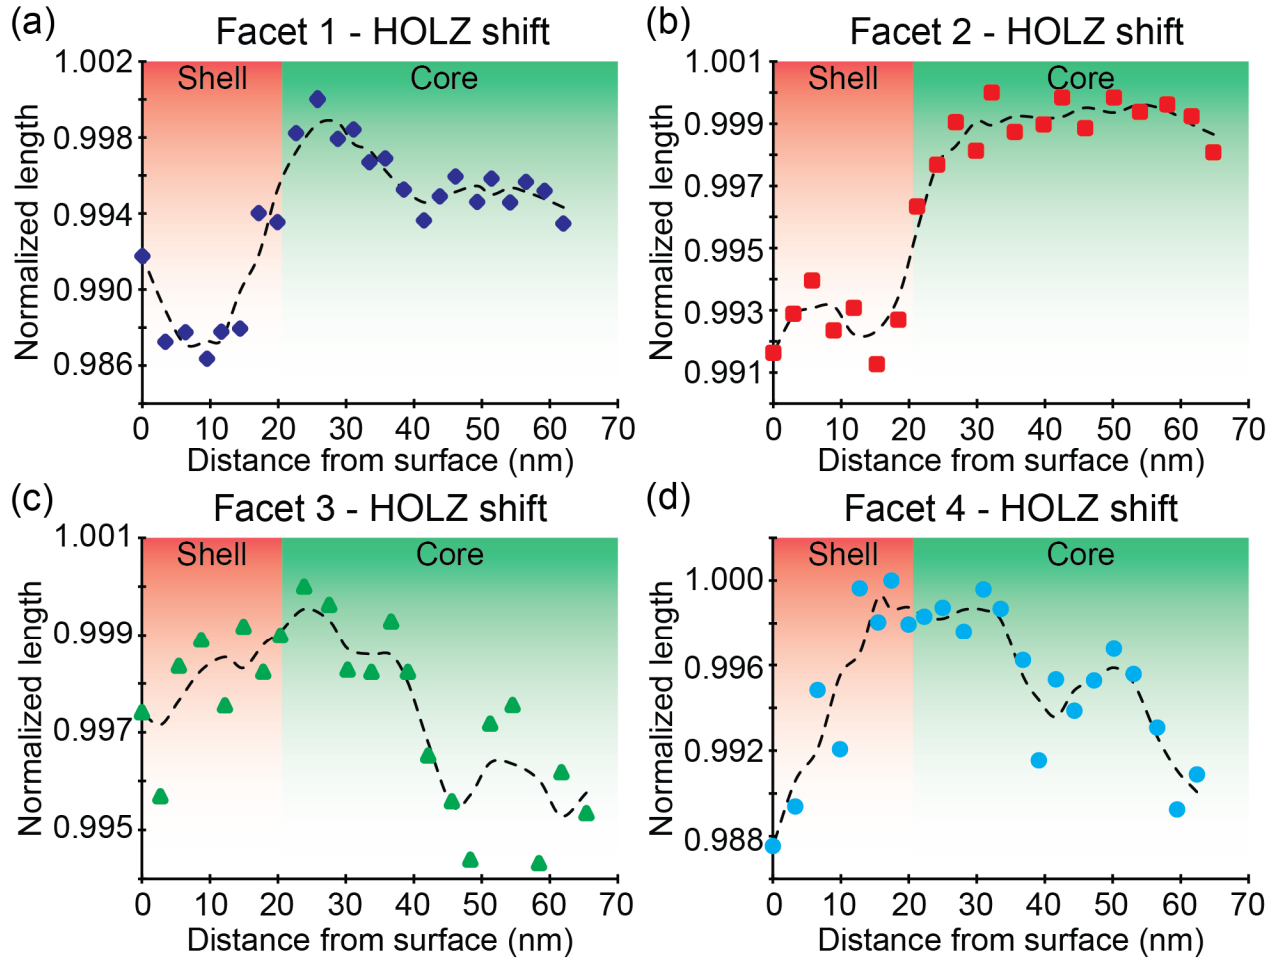 (a)
Facet 1 - HOLZ shift
Shell
Core
Normalized length
1.002
0.998
0.994
0.990
0.986
0 10 20 30 40 50 60 70
Distance from surface (nm)
(b)
Facet 2 - HOLZ shift
Shell
Core
Normalized length
1.001
0.999
0.997
0.995
0.993
0.991
0 10 20 30 40 50 60 70
Distance from surface (nm)
(c)
Facet 3 - HOLZ shift
Shell
Core
Normalized length
1.001
0.999
0.997
0.995
0 10 20 30 40 50 60 70
Distance from surface (nm)
(d)
Facet 4 - HOLZ shift
Shell
Core
Normalized length
1.000
0.996
0.992
0.988
0 10 20 30 40 50 60 70
Distance from surface (nm)